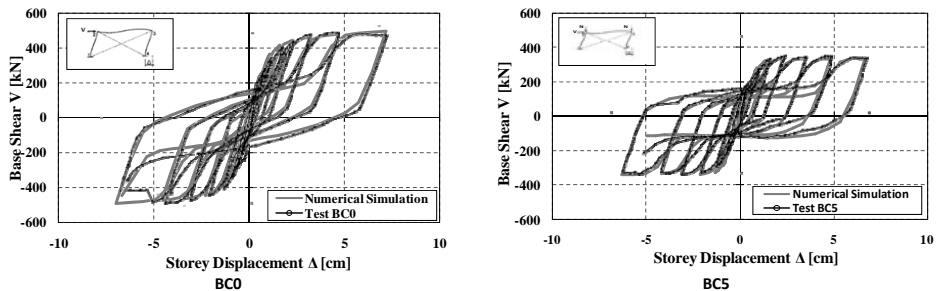 600
400
200
0
200
400
-600
Base Shear V [kN]
V
Numerical Simulation
Test BC0
-10
-5
0
5
10
Storey Displacement Δ [cm]
BC0
600
400
200
0
-200
-400
-600
Base Shear V [kN]
N
N
V
Numerical Simulation
Test BC5
-10
-5
0
5
10
Storey Displacement Δ [cm]
BC5